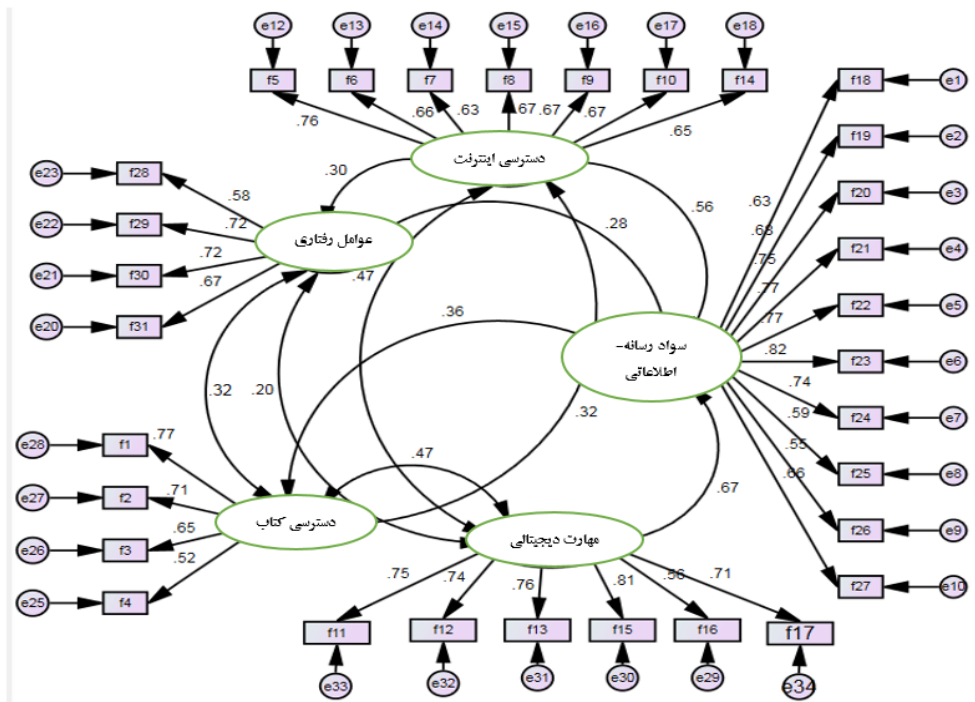 e12 e13 e14 e15 e16 e17 e18
f5 f6 f7 f8 f9 f10 f14
.76 .66 .63 .67 .67 .65
f18 e1
f19 e2
f20 e3
f21 e4
f22 e5
f23 e6
f24 e7
f25 e8
f26 e9
f27 e10
.63
.68
.75
.77
.77
.82
.74
.59
.55
.66
دسترسی اینترنت
.30
.28
.56
e23 f28 .58
e22 f29 .72
e21 f30 .72
e20 f31 .67
عوامل رفتاری
.47
.36
سواد رسانه-
اطلاعاتی
.32
.20
.32
.47
.67
e28 f1 .77
e27 f2 .71
e26 f3 .65
e25 f4 .52
دسترسی کتاب
مهارت دیجیتالی
.75 .74 .76 .81 .56 .71
f11 f12 f13 f15 f16 f17
e33 e32 e31 e30 e29 e34